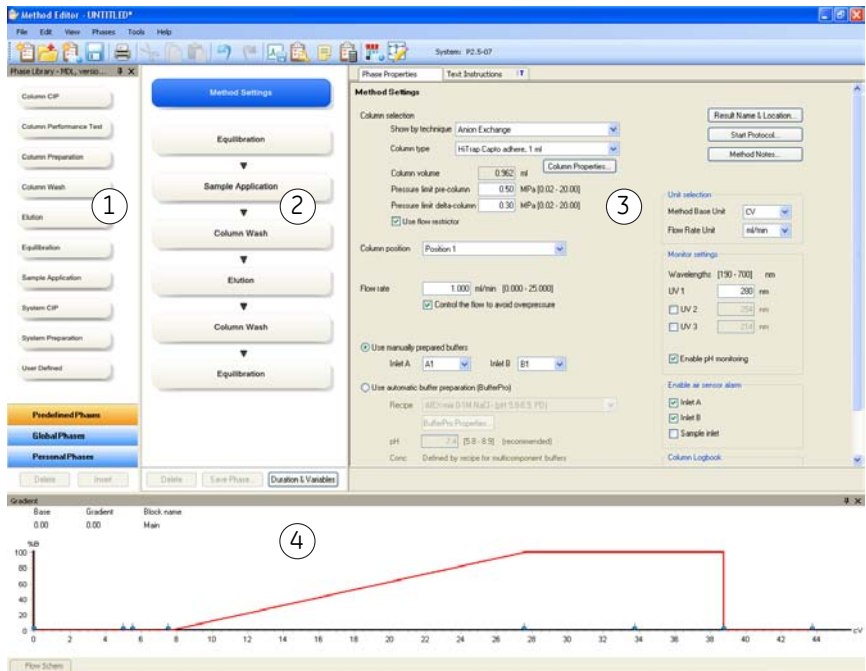 Method Editor - UNTITLED*
File Edit View Phases Tools Help
System: P2.5-07
Phase Library - MDL, versio...
Column CIP
Column Performance Test
Column Preparation
Column Wash
Elution
Equilibration
Sample Application
System CIP
System Preparation
User Defined
Predefined Phases
Global Phases
Personal Phases
Delete Insert
1
Method Settings
Equilibration
Sample Application
Column Wash
Elution
Column Wash
Equilibration
Delete Save Phase... Duration & Variables
2
Phase Properties Text Instructions T
Method Settings
Column selection
Show by technique Anion Exchange
Column type HiTrap Capto adhere, 1 ml
Column volume 0.962 ml Column Properties...
Pressure limit pre-column 0.50 MPa [0.02 - 20.00]
Pressure limit delta-column 0.30 MPa [0.02 - 20.00]
Use flow restrictor
Column position Position 1
Flow rate 1.000 ml/min [0.000 - 25.000]
Control the flow to avoid overpressure
Use manually prepared buffers
Inlet A A1 Inlet B B1
Use automatic buffer preparation (BufferPro)
Recipe
BufferPro Properties...
pH 7.4 [5.8 - 8.9] (recommended)
Conc Defined by recipe for multicomponent buffers
3
Result Name & Location...
Start Protocol...
Method Notes...
Unit selection
Method Base Unit CV
Flow Rate Unit ml/min
Monitor settings
Wavelengths [190 - 700] nm
UV 1 280 nm
UV 2 254 nm
UV 3 214 nm
Enable pH monitoring
Enable air sensor alarm
Inlet A
Inlet B
Sample inlet
Column Logbook
Gradient
Base Gradient Block name
0.00 0.00 Main
4
%B
100
80
60
40
20
0
0 2 4 6 8 10 12 14 16 18 20 22 24 26 28 30 32 34 36 38 40 42 44 CV
Flow Schem